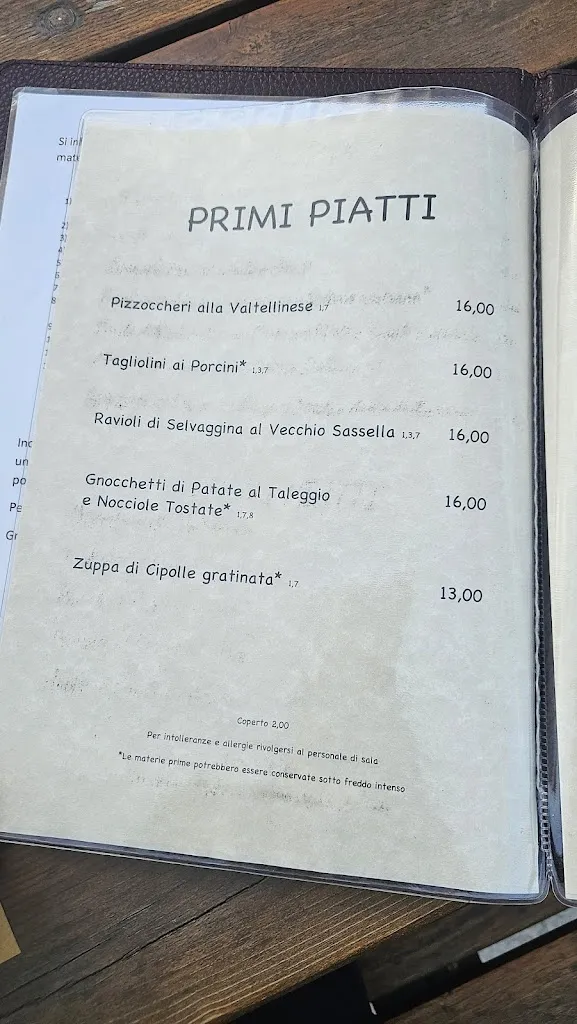 PRIMI PIATTI
Pizzoccheri alla Valtellinese 1,7 16,00
Tagliolini ai Porcini* 1,3,7 16,00
Ravioli di Selvaggina al Vecchio Sassella 1,3,7 16,00
Gnocchetti di Patate al Taleggio
e Nocciole Tostate* 1,7,8 16,00
Zuppa di Cipolle gratinata* 1,7 13,00
Coperto 2,00
Per intolleranze e allergie rivolgersi al personale di sala
*Le materie prime potrebbero essere conservate sotto freddo intenso